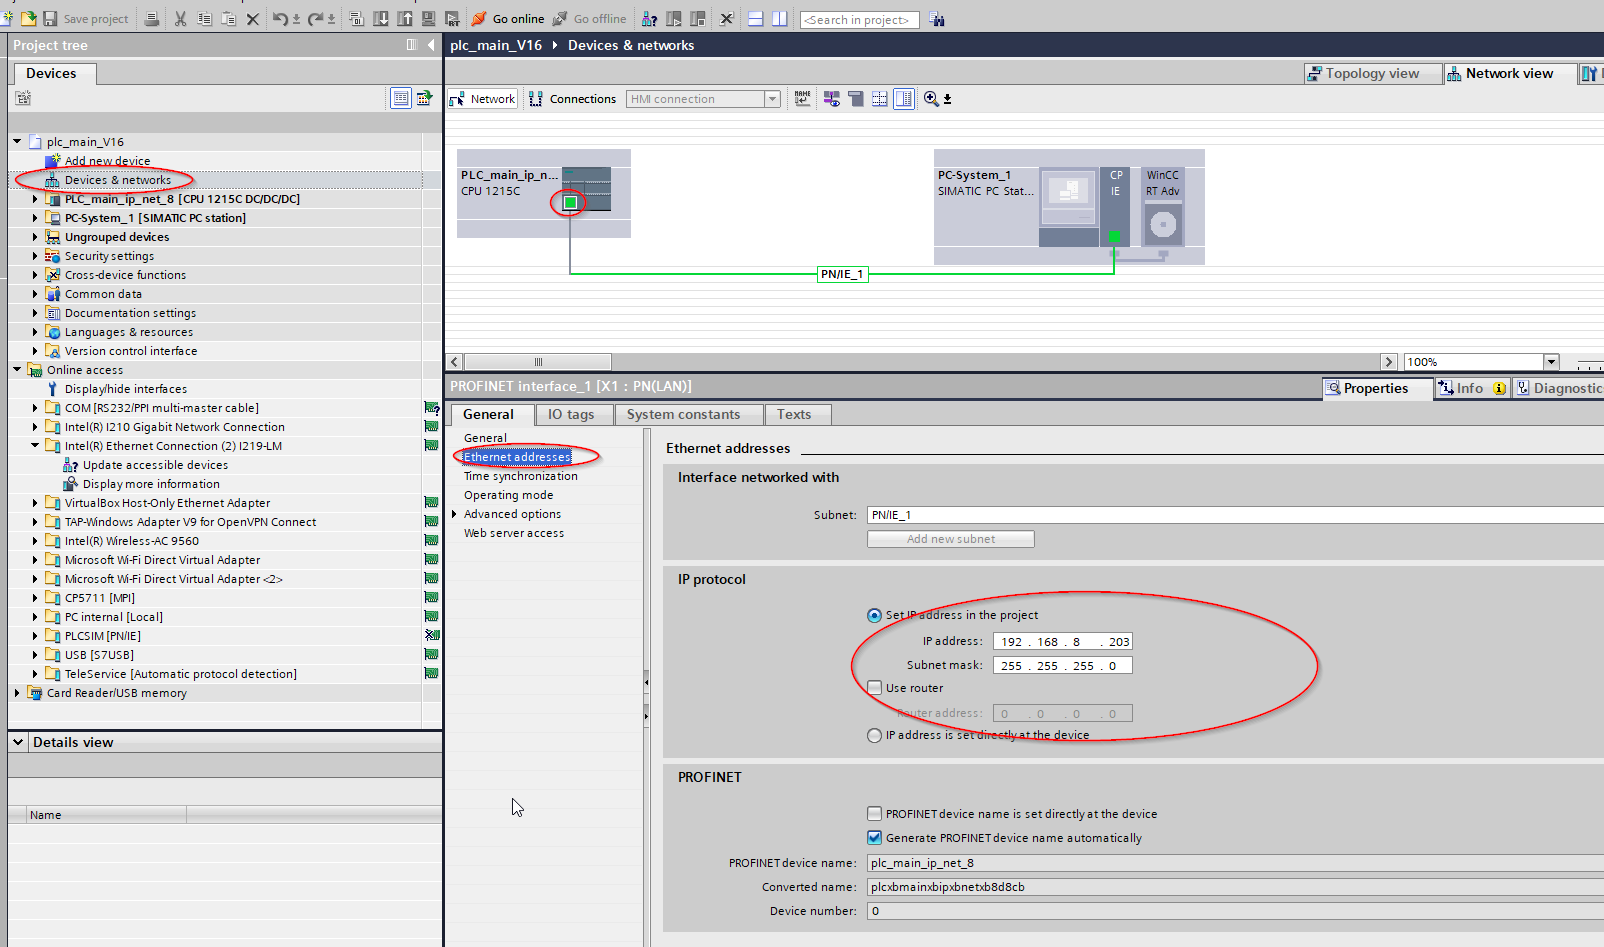 Save project
Go online
Go offline
<Search in project>
Project tree
plc_main_V16 Devices & networks
Devices
Topology view
Network view
Network
Connections
HMI connection
plc_main_V16
Add new device
Devices & networks
PLC_main_ip_net_8 [CPU 1215C DC/DC/DC]
PC-System_1 [SIMATIC PC station]
Ungrouped devices
Security settings
Cross-device functions
Common data
Documentation settings
Languages & resources
Version control interface
Online access
Display/hide interfaces
COM [RS232/PPI multi-master cable]
Intel(R) I210 Gigabit Network Connection
Intel(R) Ethernet Connection (2) I219-LM
Update accessible devices
Display more information
VirtualBox Host-Only Ethernet Adapter
TAP-Windows Adapter V9 for OpenVPN Connect
Intel(R) Wireless-AC 9560
Microsoft Wi-Fi Direct Virtual Adapter
Microsoft Wi-Fi Direct Virtual Adapter <2>
CP5711 [MPI]
PC internal [Local]
PLCSIM [PN/IE]
USB [S7USB]
TeleService [Automatic protocol detection]
Card Reader/USB memory
Details view
Name
PLC_main_ip_n...
CPU 1215C
PC-System_1
SIMATIC PC Stat...
CP
IE
WinCC
RT Adv
PN/IE_1
100%
PROFINET interface_1 [X1 : PN(LAN)]
Properties
Info
Diagnostic
General
IO tags
System constants
Texts
General
Ethernet addresses
Time synchronization
Operating mode
Advanced options
Web server access
Ethernet addresses
Interface networked with
Subnet: PN/IE_1
Add new subnet
IP protocol
Set IP address in the project
IP address: 192 . 168 . 8 . 203
Subnet mask: 255 . 255 . 255 . 0
Use router
Router address: 0 . 0 . 0 . 0
IP address is set directly at the device
PROFINET
PROFINET device name is set directly at the device
Generate PROFINET device name automatically
PROFINET device name: plc_main_ip_net_8
Converted name: plcxbmainxbipxbnetxb8d8cb
Device number: 0